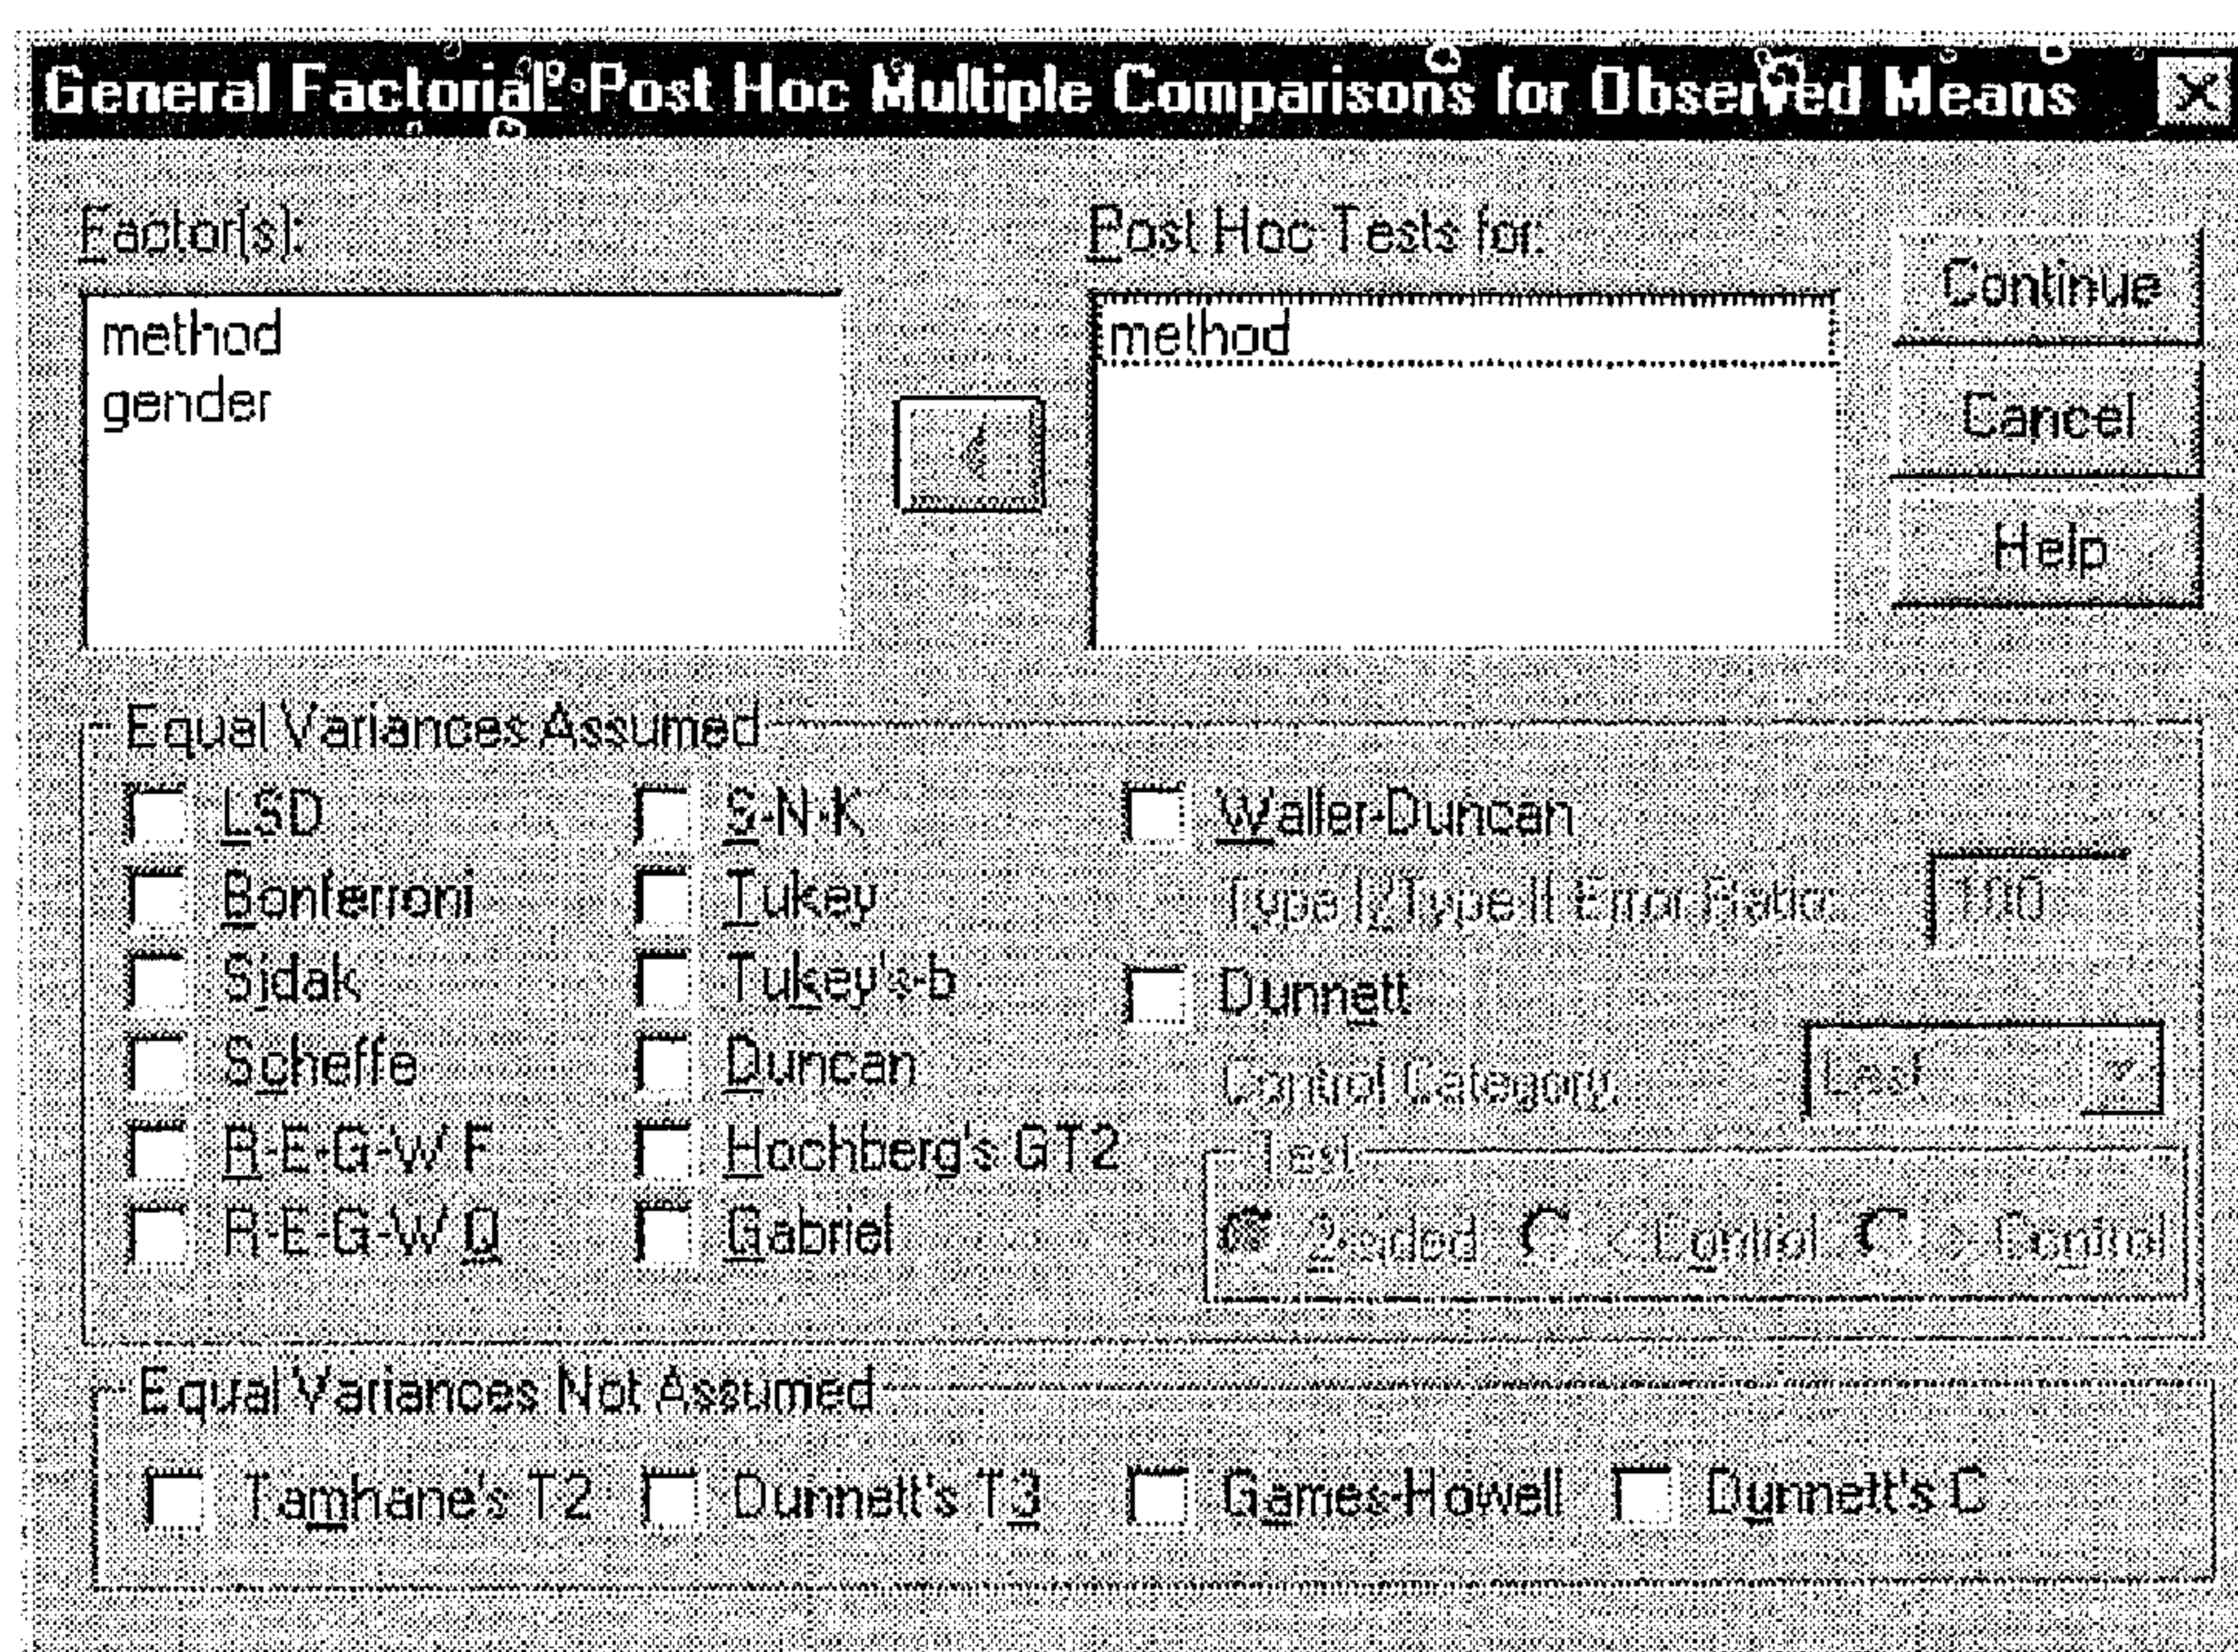 General Factorial: Post Hoc Multiple Comparisons for Observed Means
Factor(s):
method
gender
Post Hoc Tests for:
method
Continue
Cancel
Help
Equal Variances Assumed
LSD
Bonferroni
Sidak
Scheffe
R-E-G-W F
R-E-G-W Q
S-N-K
Tukey
Tukey's-b
Duncan
Hochberg's GT2
Gabriel
Waller-Duncan
Type I/Type II Error Ratio: 100
Dunnett
Control Category: Last
Test
2-sided < Control > Control
Equal Variances Not Assumed
Tamhane's T2 Dunnett's T3 Games-Howell Dunnett's C